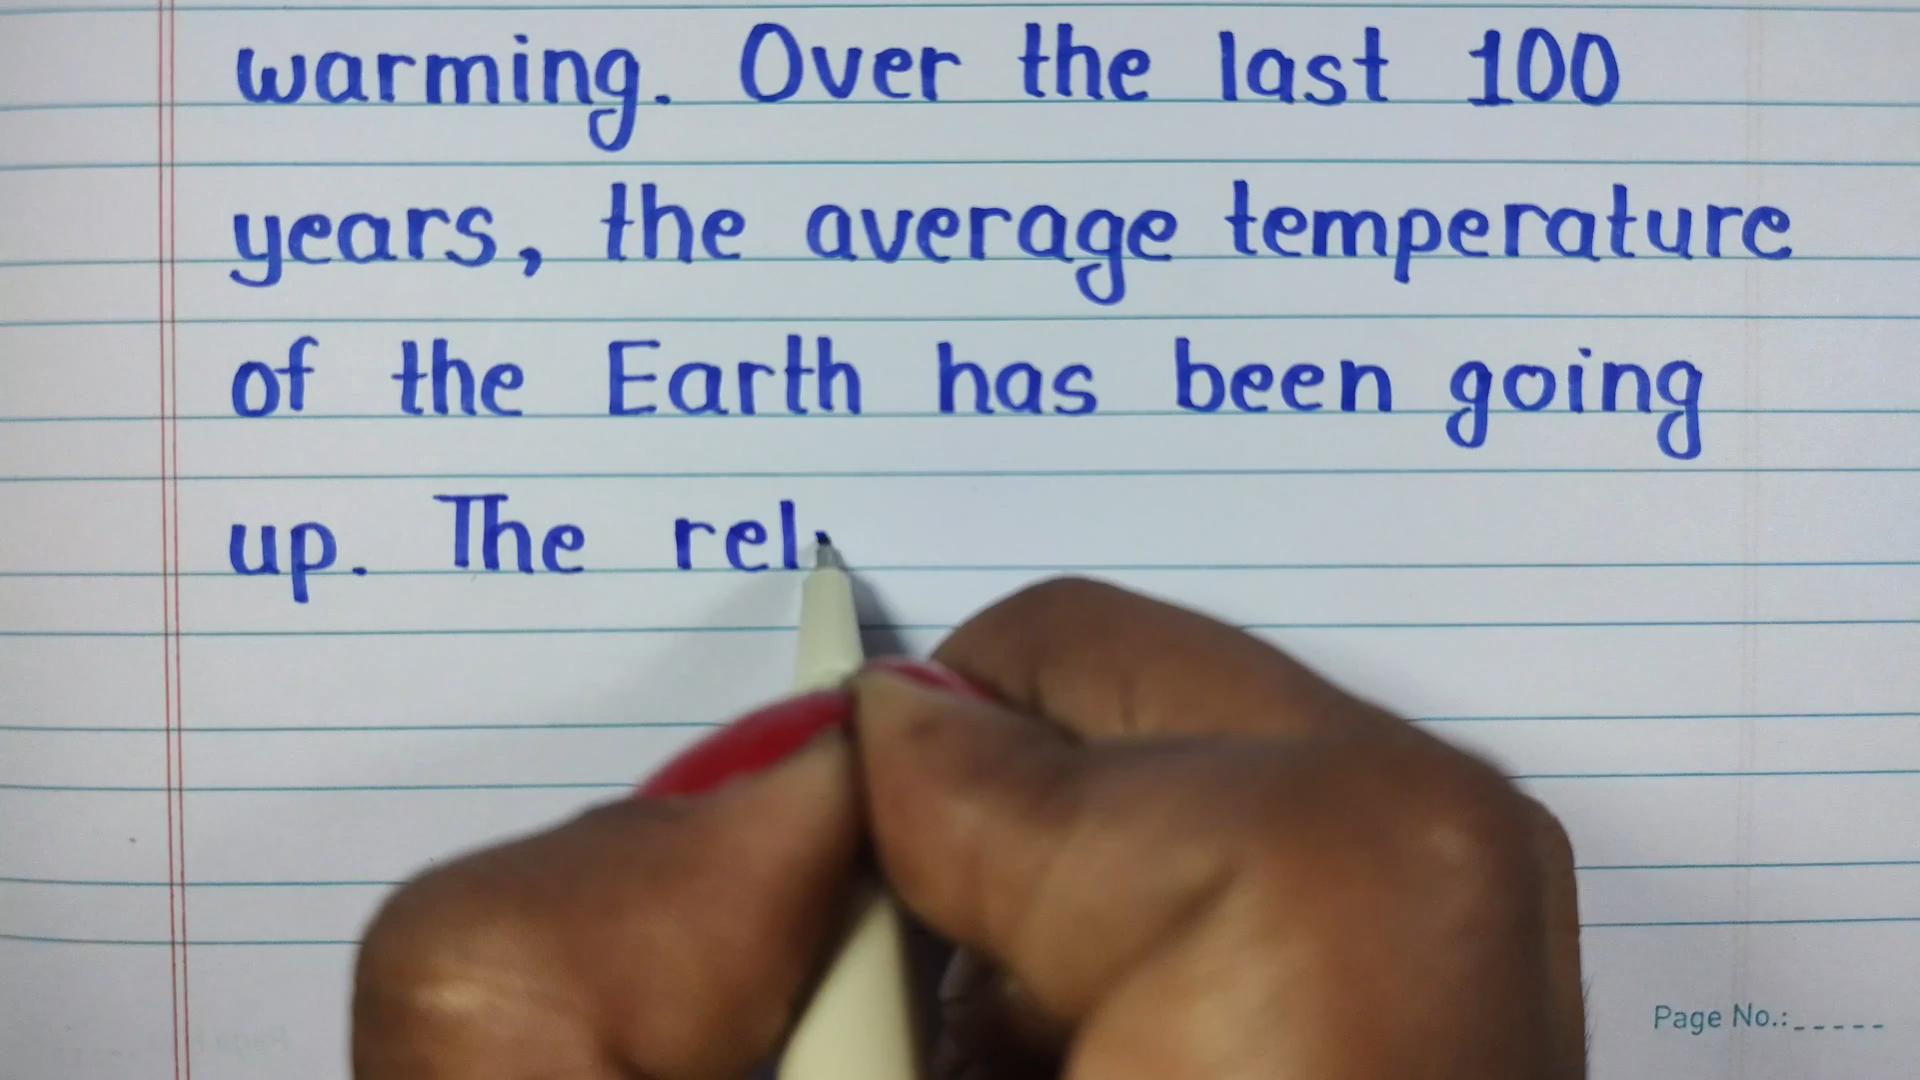 warming. Over the last 100
years, the average temperature
of the Earth has been going
up. The rel
Page No.:_____